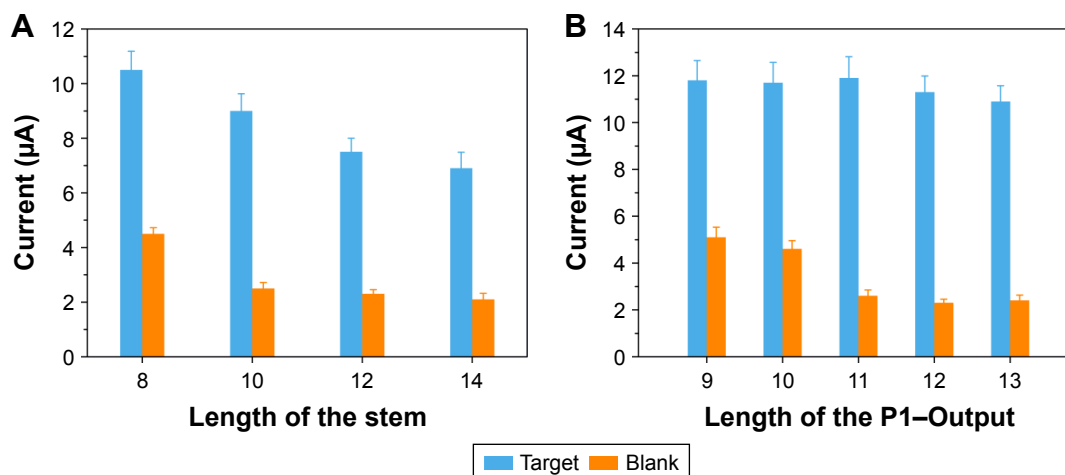 A
Current (µA)
12
10
8
6
4
2
0
8 10 12 14
Length of the stem
B
Current (µA)
14
12
10
8
6
4
2
0
9 10 11 12 13
Length of the P1–Output
Target Blank